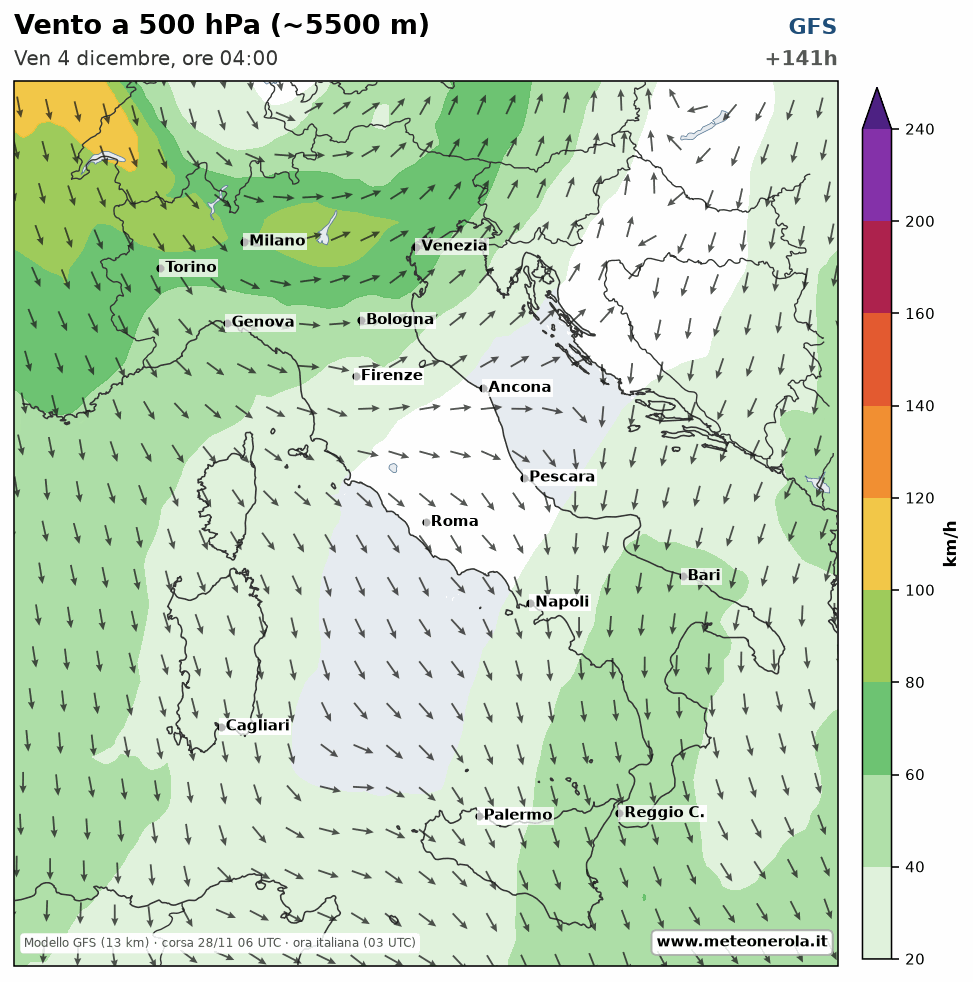 Vento a 500 hPa (~5500 m)
GFS
Ven 4 dicembre, ore 04:00
+141h
240
200
160
140
120
100
80
60
40
20
km/h
Milano
Venezia
Torino
Genova
Bologna
Firenze
Ancona
Pescara
Roma
Bari
Napoli
Cagliari
Palermo
Reggio C.
Modello GFS (13 km) · corsa 28/11 06 UTC · ora italiana (03 UTC)
www.meteonerola.it